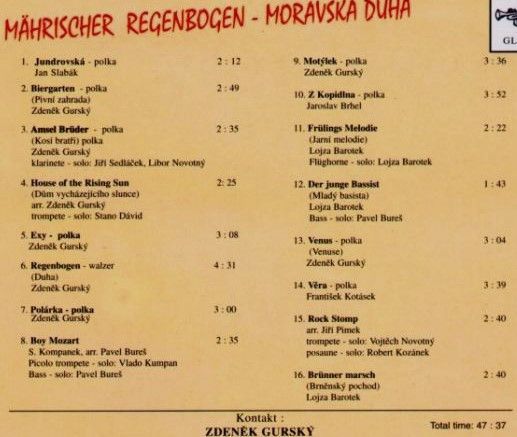 MÄHRISCHER REGENBOGEN - MORAVSKÁ DUHA
GL
1. Jundrovská - polka 2 : 12
Jan Slabák
2. Biergarten - polka 2 : 49
(Pivní zahrada)
Zdeněk Gurský
3. Amsel Brüder - polka 2 : 35
(Kosí bratři) polka
Zdeněk Gurský
klarinete - solo: Jiří Sedláček, Libor Novotný
4. House of the Rising Sun 2: 25
(Dům vycházejícího slunce)
arr. Zdeněk Gurský
trompete - solo: Stano Dávid
5. Exy - polka 3 : 08
Zdeněk Gurský
6. Regenbogen - walzer 4 : 31
(Duha)
Zdeněk Gurský
7. Polárka - polka 3 : 00
Zdeněk Gurský
8. Boy Mozart 2 : 35
S. Kompanek, arr. Pavel Bureš
Picolo trompete - solo: Vlado Kumpan
Bass - solo: Pavel Bureš
9. Motýlek - polka 3 : 36
Zdeněk Gurský
10. Z Kopidlna - polka 3 : 52
Jaroslav Brhel
11. Frülings Melodie 2 : 22
(Jarní melodie)
Lojza Barotek
Flüghorne - solo: Lojza Barotek
12. Der junge Bassist 1 : 43
(Mladý basista)
Lojza Barotek
Bass - solo: Pavel Bureš
13. Venus - polka 3 : 04
(Venuse)
Zdeněk Gurský
14. Věra - polka 3 : 39
František Kotásek
15. Rock Stomp 2 : 40
arr. Jiří Pimek
trompete - solo: Vojtěch Novotný
posaune - solo: Robert Kozánek
16. Brünner marsch 2 : 40
(Brněnský pochod)
Lojza Barotek
Kontakt :
ZDENĚK GURSKÝ
Total time: 47 : 37